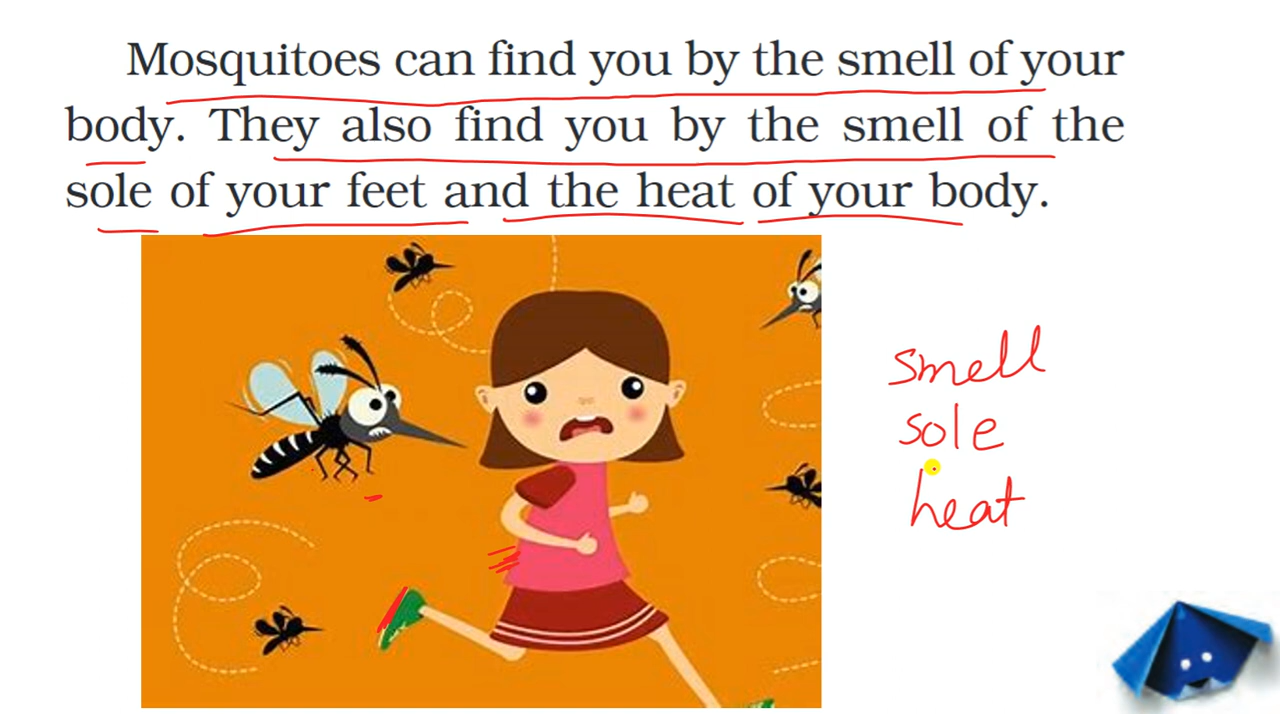 Mosquitoes can find you by the smell of your
body. They also find you by the smell of the
sole of your feet and the heat of your body.
smell
sole
heat